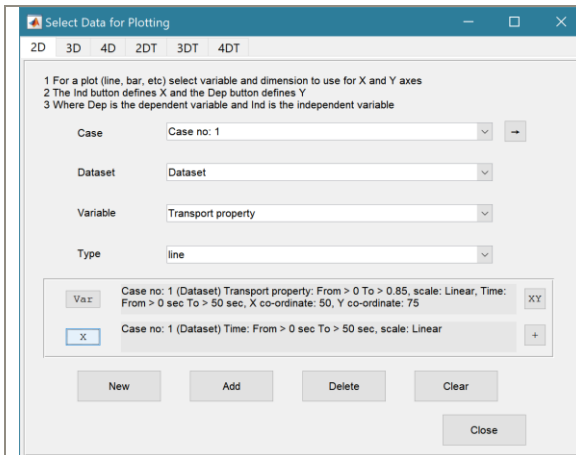 Select Data for Plotting
2D 3D 4D 2DT 3DT 4DT
1 For a plot (line, bar, etc) select variable and dimension to use for X and Y axes
2 The Ind button defines X and the Dep button defines Y
3 Where Dep is the dependent variable and Ind is the independent variable
Case Case no: 1 →
Dataset Dataset
Variable Transport property
Type line
Var Case no: 1 (Dataset) Transport property: From > 0 To > 0.85, scale: Linear, Time: XY
From > 0 sec To > 50 sec, X co-ordinate: 50, Y co-ordinate: 75
X Case no: 1 (Dataset) Time: From > 0 sec To > 50 sec, scale: Linear +
New Add Delete Clear
Close